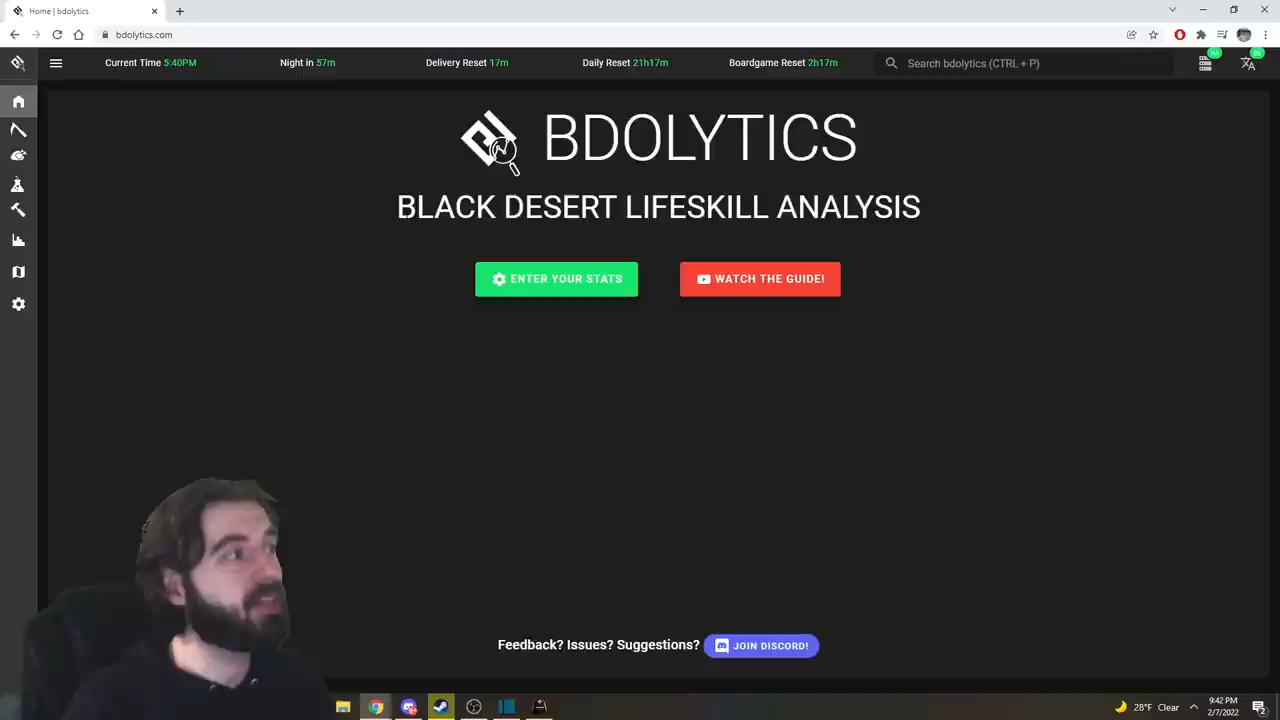 Home | bdolytics
bdolytics.com
Current Time 5:40PM
Night in 57m
Delivery Reset 17m
Daily Reset 21h17m
Boardgame Reset 2h17m
Search bdolytics (CTRL + P)
NA
BDOLYTICS
BLACK DESERT LIFESKILL ANALYSIS
ENTER YOUR STATS
WATCH THE GUIDE!
Feedback? Issues? Suggestions?
JOIN DISCORD!
28°F Clear
9:42 PM
2/7/2022
2